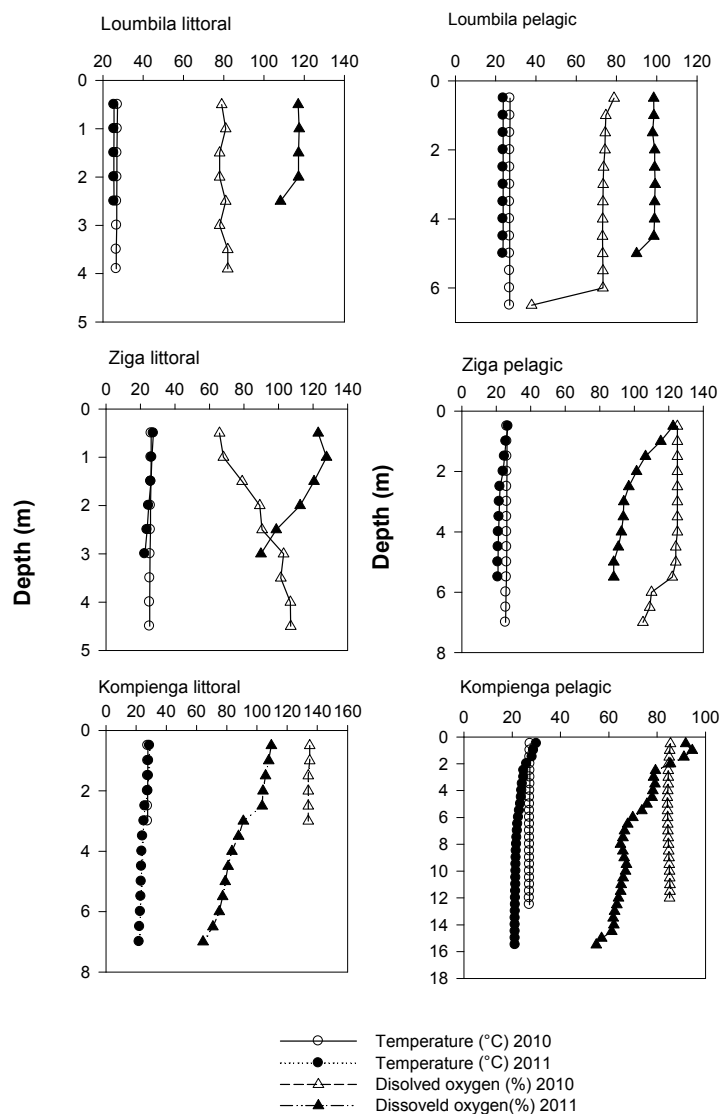 Loumbila littoral
20 40 60 80 100 120 140
0
1
2
3
4
5
Loumbila pelagic
0 20 40 60 80 100 120
0
2
4
6
Ziga littoral
0 20 40 60 80 100 120 140
0
1
2
3
4
5
Ziga pelagic
0 20 40 60 80 100 120 140
0
2
4
6
8
Depth (m)
Depth (m)
Kompienga littoral
0 20 40 60 80 100 120 140 160
0
2
4
6
8
Kompienga pelagic
0 20 40 60 80 100
0
2
4
6
8
10
12
14
16
18
Temperature (°C) 2010
Temperature (°C) 2011
Disolved oxygen (%) 2010
Dissoveld oxygen(%) 2011